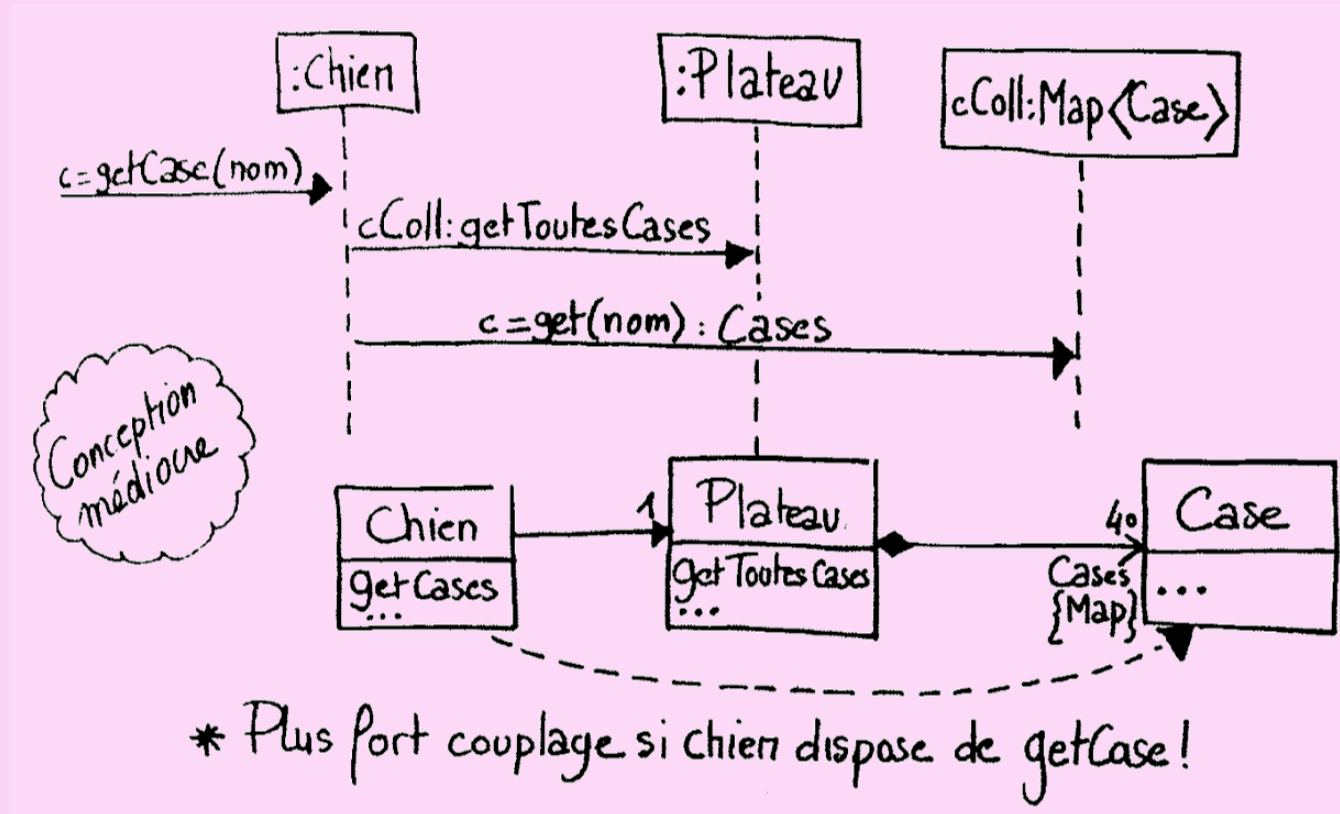 :Chien
:Plateau
cColl:Map<Case>
c=getCase(nom)
cColl:getToutesCases
c=get(nom) : Cases
Conception
médiocre
Chien
getCases
...
1
Plateau
getToutesCases
...
40
Cases
{Map}
Case
...
* Plus fort couplage si chien dispose de getCase!